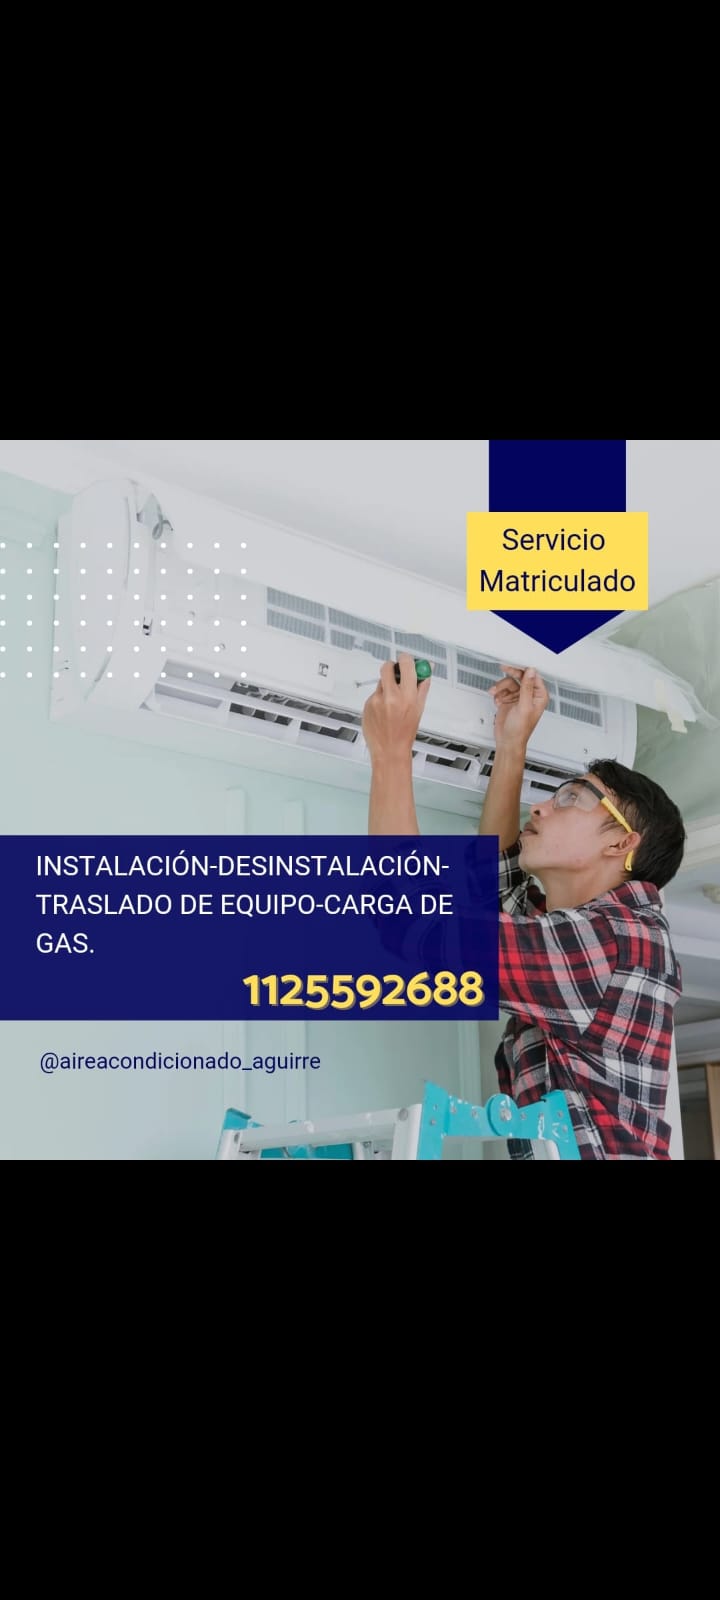 Servicio
Matriculado
INSTALACIÓN-DESINSTALACIÓN-
TRASLADO DE EQUIPO-CARGA DE
GAS.
1125592688
@aireacondicionado_aguirre